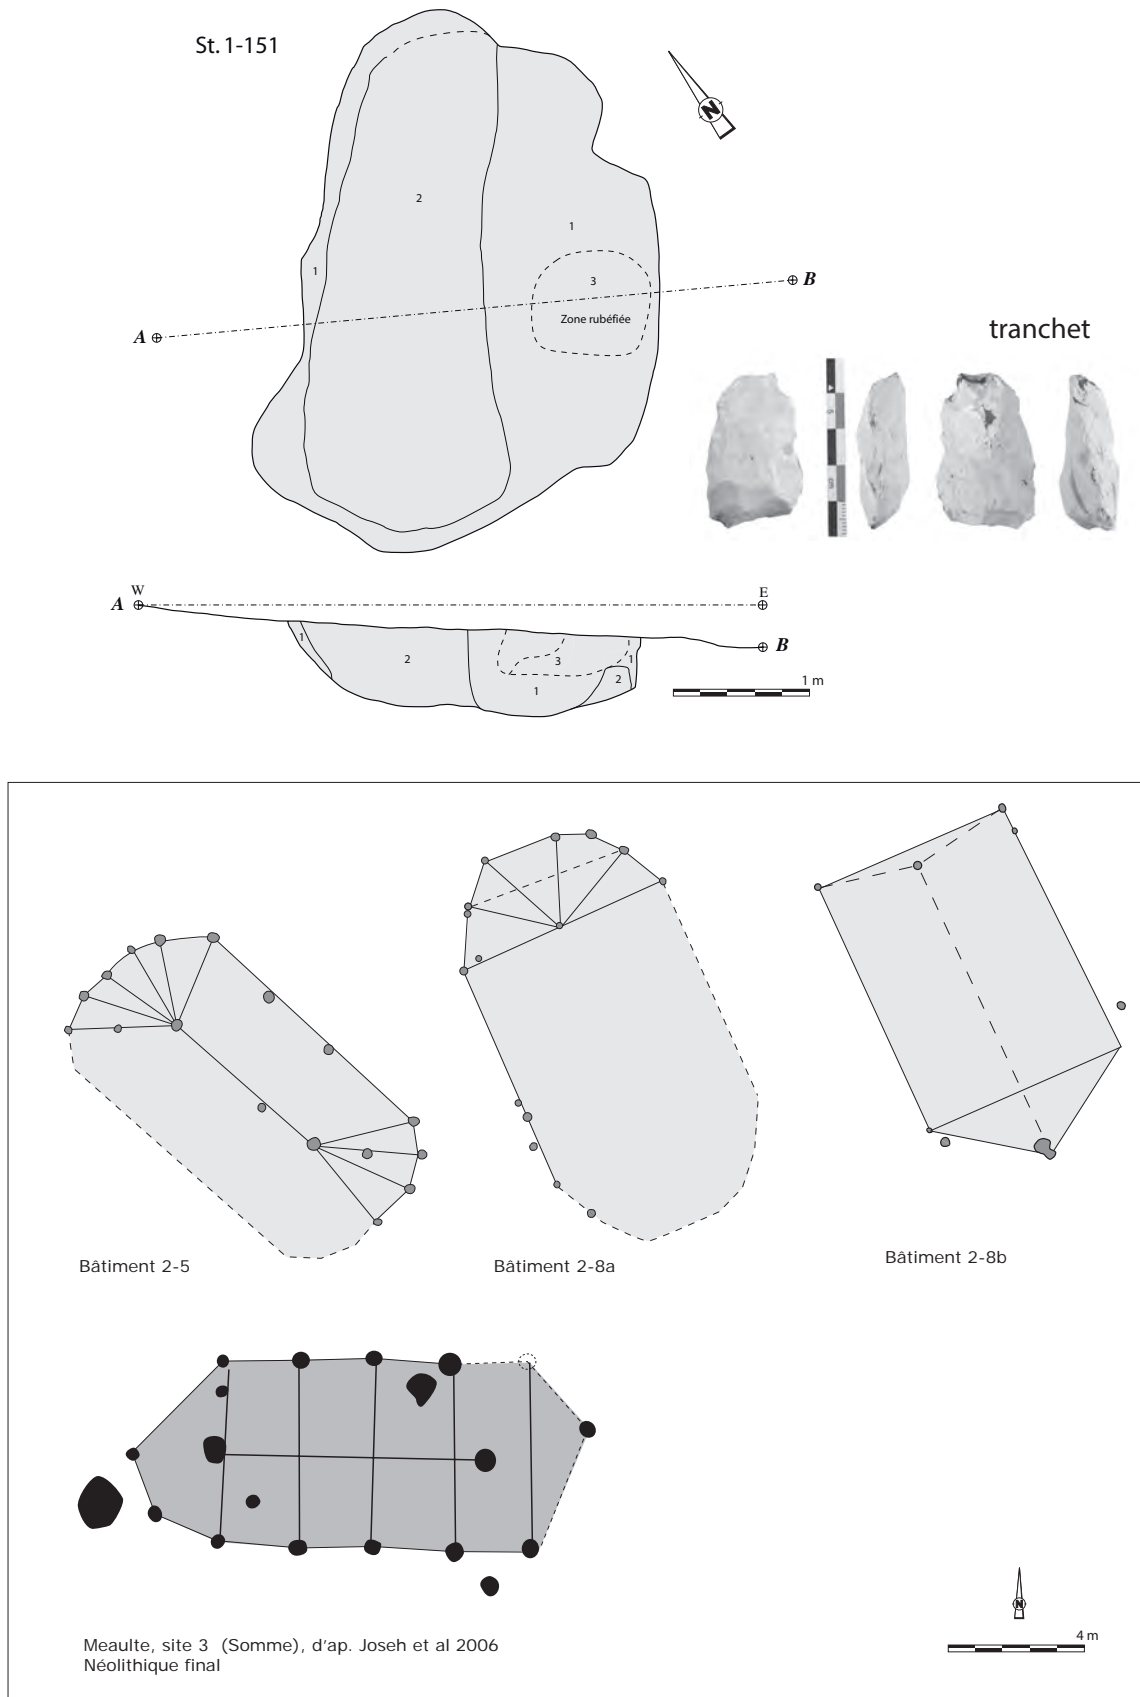 St. 1-151
N
2
1
1
3
Zone rubéfiée
A
B
tranchet
W
E
A
B
1
2
3
1
1
2
1 m
Bâtiment 2-5
Bâtiment 2-8a
Bâtiment 2-8b
Meaulte, site 3 (Somme), d'ap. Joseh et al 2006
Néolithique final
N
4 m